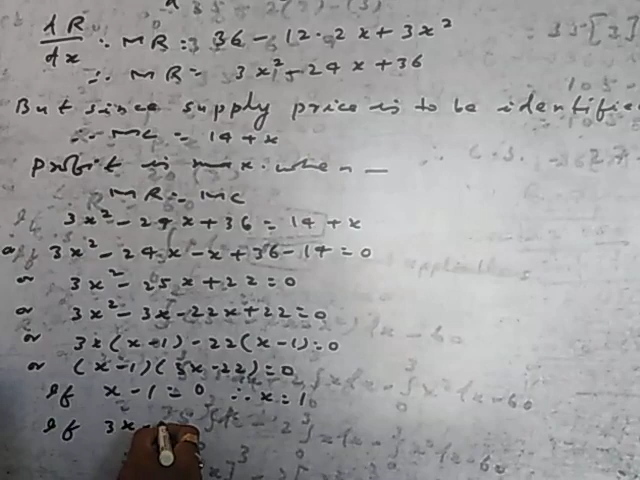 dR/dx ∴ MR = 36 - 12·2x + 3x²
∴ MR = 3x² - 24x + 36
But since supply price is to be identifie
∴ MC = 14 + x
Profit is max. when —
MR = MC
If 3x² - 24x + 36 = 14 + x
or 3x² - 24x - x + 36 - 14 = 0
or 3x² - 25x + 22 = 0
or 3x² - 3x - 22x + 22 = 0
or 3x(x - 1) - 22(x - 1) = 0
or (x - 1)(3x - 22) = 0
If x - 1 = 0 ∴ x = 1
If 3x -